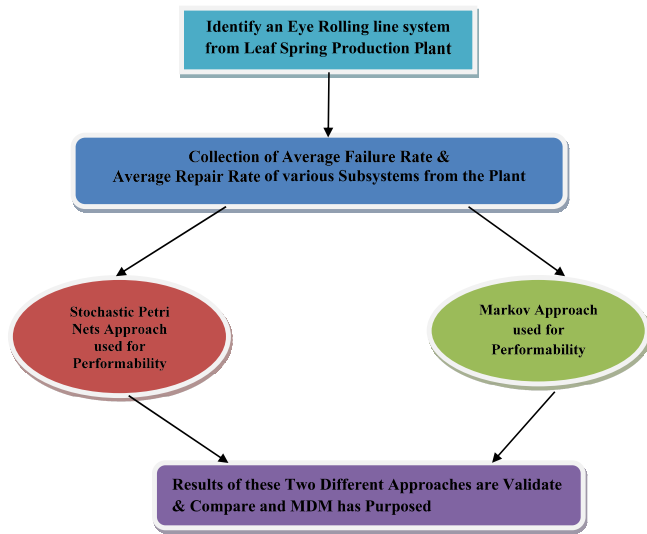 Identify an Eye Rolling line system
from Leaf Spring Production Plant
Collection of Average Failure Rate &
Average Repair Rate of various Subsystems from the Plant
Stochastic Petri
Nets Approach
used for
Performability
Markov Approach
used for
Performability
Results of these Two Different Approaches are Validate
& Compare and MDM has Purposed